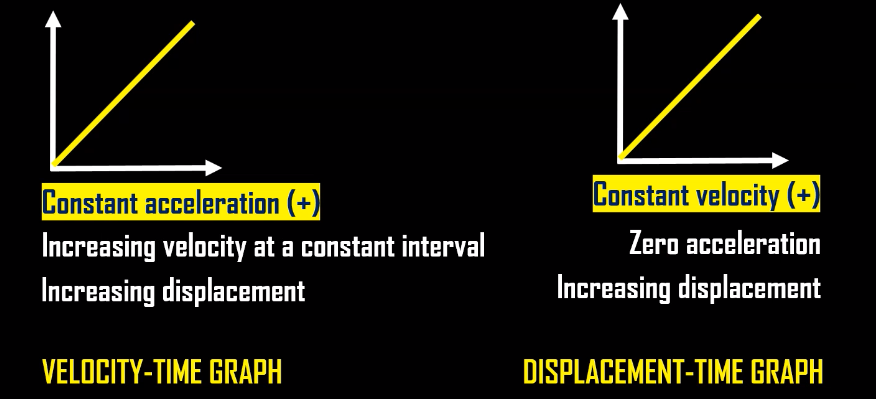 Constant acceleration (+)
Increasing velocity at a constant interval
Increasing displacement
VELOCITY-TIME GRAPH
Constant velocity (+)
Zero acceleration
Increasing displacement
DISPLACEMENT-TIME GRAPH